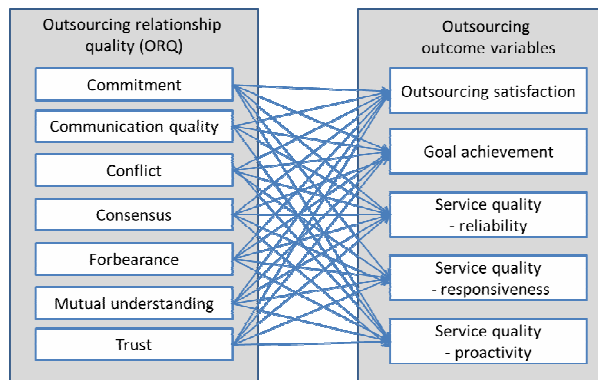 Outsourcing relationship
quality (ORQ)
Commitment
Communication quality
Conflict
Consensus
Forbearance
Mutual understanding
Trust
Outsourcing
outcome variables
Outsourcing satisfaction
Goal achievement
Service quality
- reliability
Service quality
- responsiveness
Service quality
- proactivity